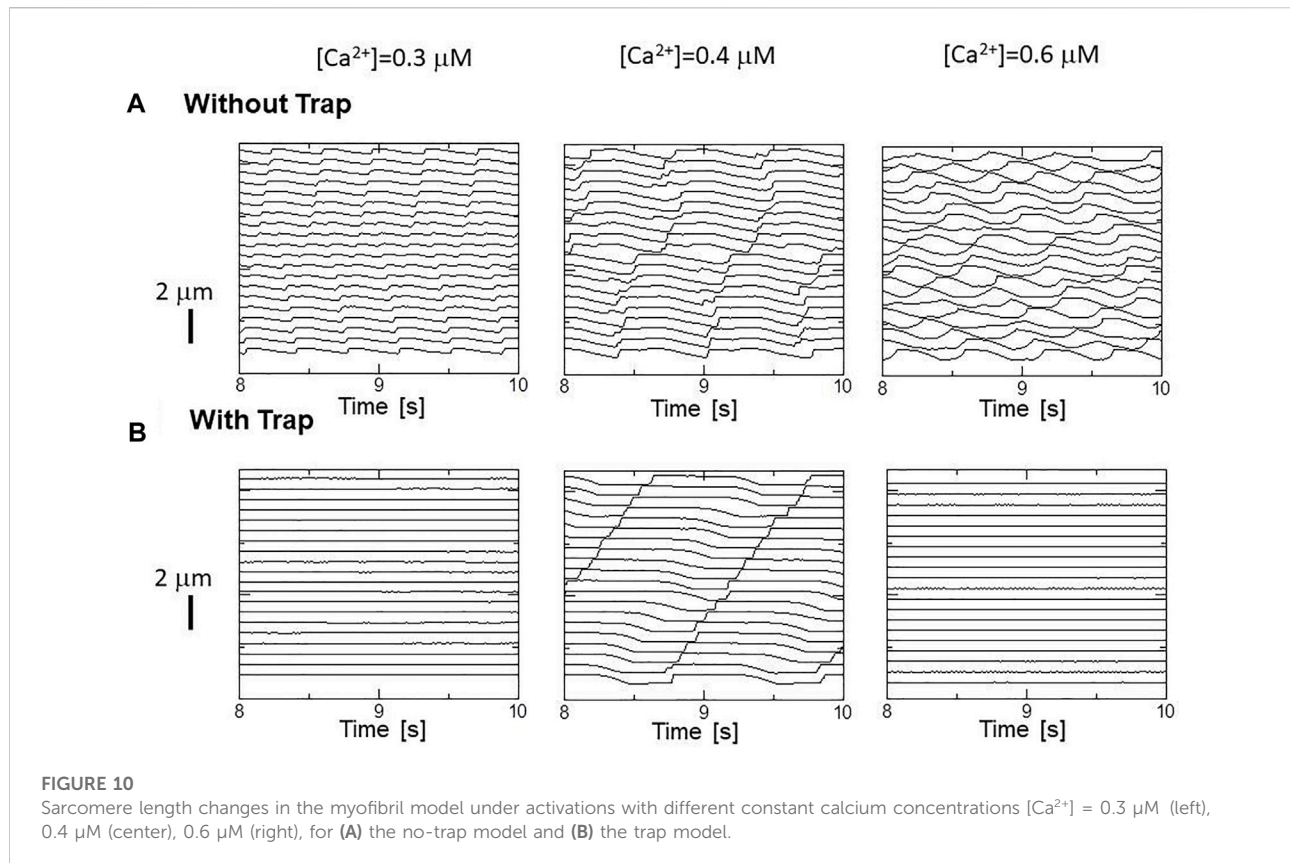 [Ca²⁺]=0.3 μM [Ca²⁺]=0.4 μM [Ca²⁺]=0.6 μM
A Without Trap
2 μm
8 9 10 8 9 10 8 9 10
Time [s] Time [s] Time [s]
B With Trap
2 μm
8 9 10 8 9 10 8 9 10
Time [s] Time [s] Time [s]
FIGURE 10
Sarcomere length changes in the myofibril model under activations with different constant calcium concentrations [Ca²⁺] = 0.3 μM (left),
0.4 μM (center), 0.6 μM (right), for (A) the no-trap model and (B) the trap model.